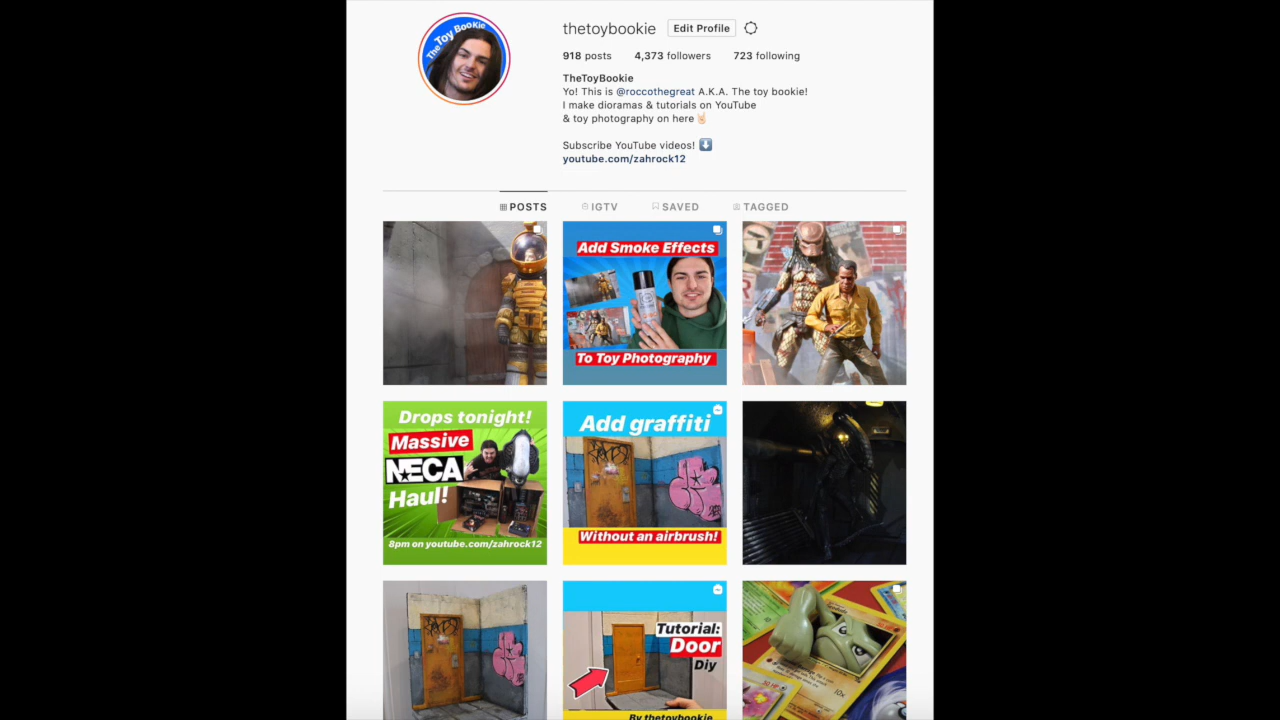 The Toy Bookie
thetoybookie
Edit Profile
918 posts
4,373 followers
723 following
TheToyBookie
Yo! This is @roccothegreat A.K.A. The toy bookie!
I make dioramas & tutorials on YouTube
& toy photography on here✌🏻
Subscribe YouTube videos! ⬇️
youtube.com/zahrock12
POSTS
IGTV
SAVED
TAGGED
Add Smoke Effects
To Toy Photography
Drops tonight!
Massive
NECA
Haul!
8pm on youtube.com/zahrock12
Add graffiti
Without an airbrush!
Tutorial:
Door
Diy
By thetoybookie
10x